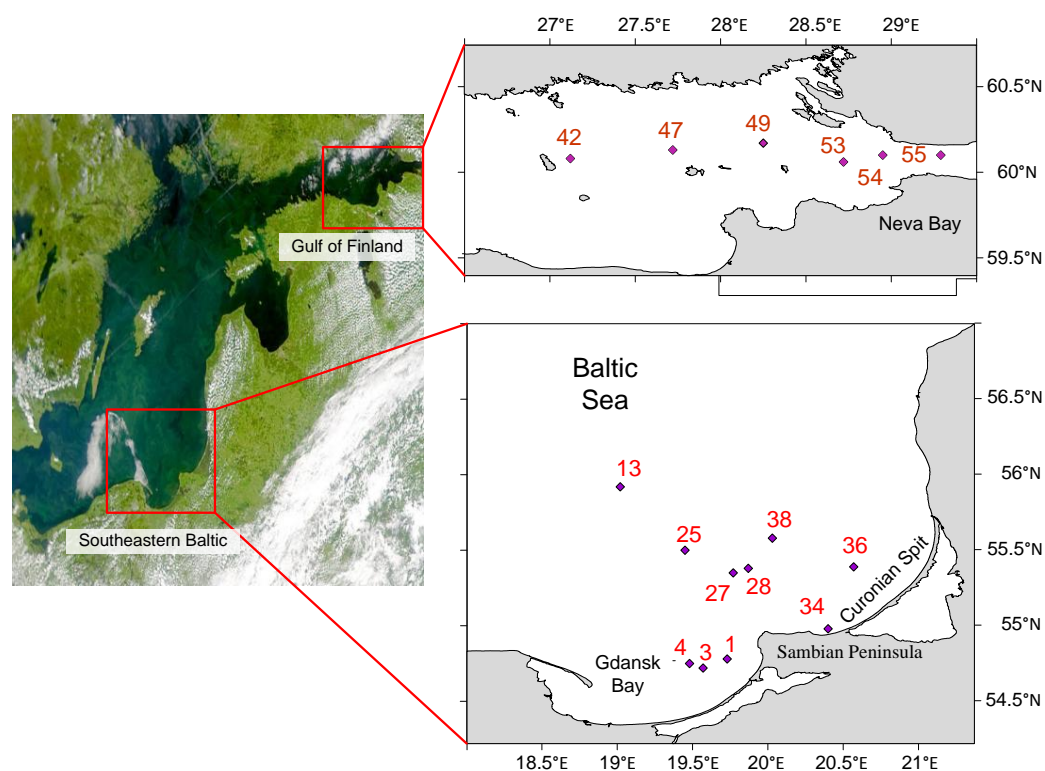 27°E 27.5°E 28°E 28.5°E 29°E
60.5°N
42 47 49 53 54 55
60°N
Neva Bay
59.5°N
Gulf of Finland
Southeastern Baltic
Baltic
Sea
56.5°N
13
56°N
25 38 36
55.5°N
27 28
Curonian Spit
34
55°N
4 3 1
Sambian Peninsula
Gdansk
Bay
54.5°N
18.5°E 19°E 19.5°E 20°E 20.5°E 21°E